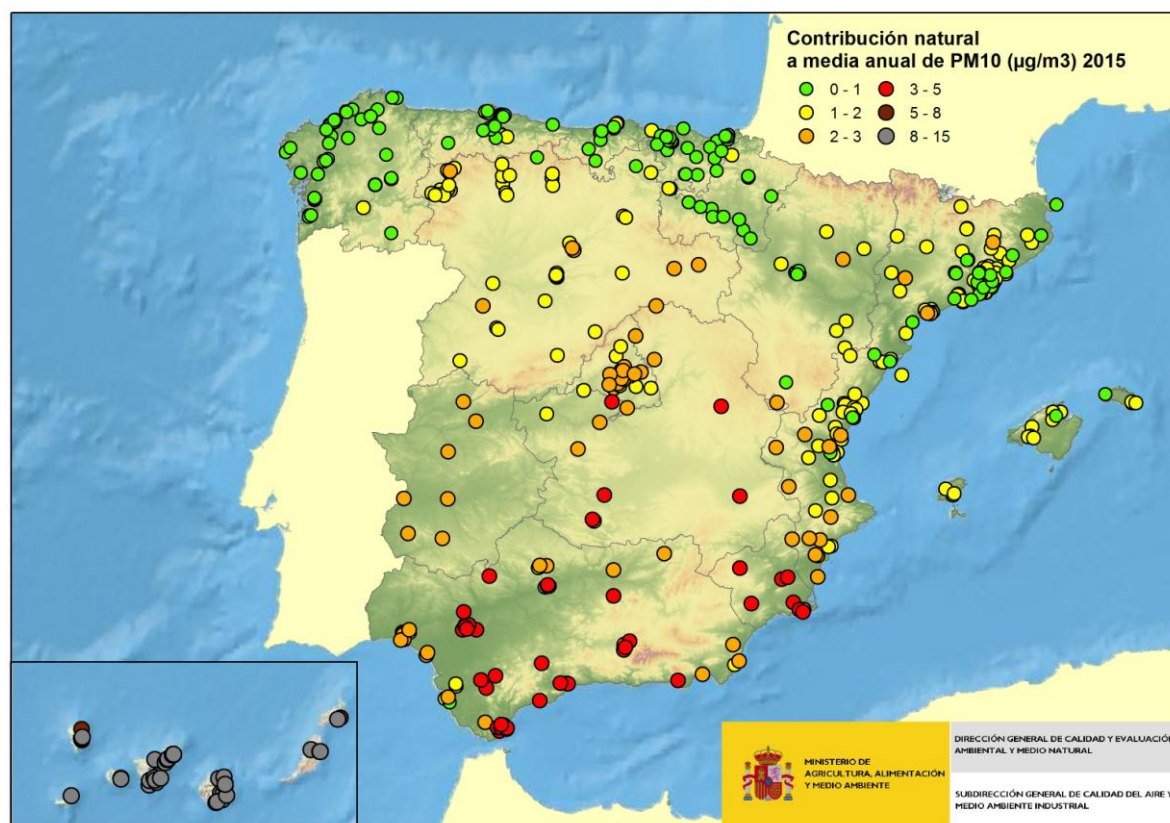 Contribución natural
a media anual de PM10 (µg/m3) 2015
0 - 1
3 - 5
1 - 2
5 - 8
2 - 3
8 - 15
MINISTERIO DE
AGRICULTURA, ALIMENTACIÓN
Y MEDIO AMBIENTE
DIRECCIÓN GENERAL DE CALIDAD Y EVALUACIÓN
AMBIENTAL Y MEDIO NATURAL
SUBDIRECCIÓN GENERAL DE CALIDAD DEL AIRE Y
MEDIO AMBIENTE INDUSTRIAL